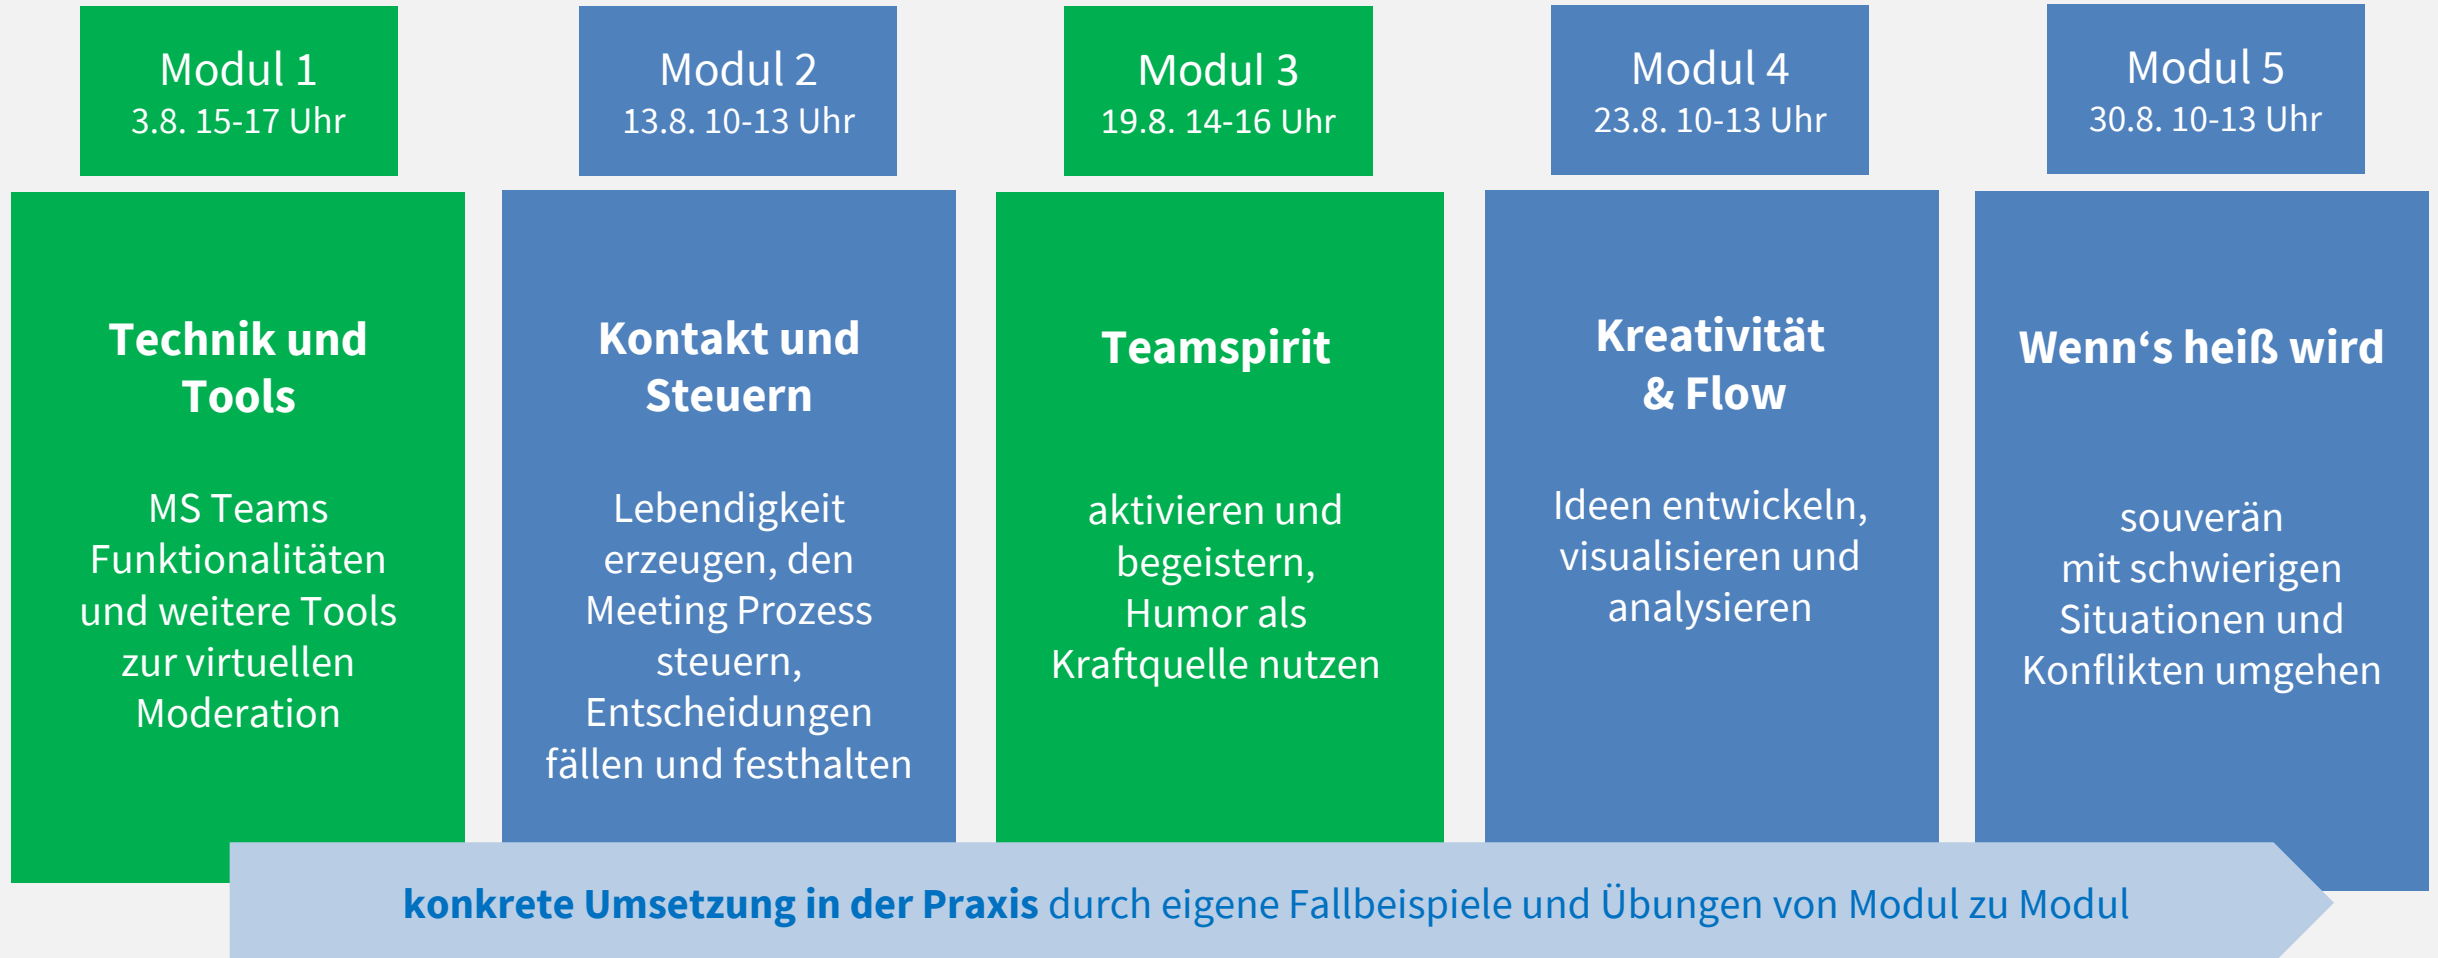 Modul 1
3.8. 15-17 Uhr
Technik und
Tools
MS Teams
Funktionalitäten
und weitere Tools
zur virtuellen
Moderation
Modul 2
13.8. 10-13 Uhr
Kontakt und
Steuern
Lebendigkeit
erzeugen, den
Meeting Prozess
steuern,
Entscheidungen
fällen und festhalten
Modul 3
19.8. 14-16 Uhr
Teamspirit
aktivieren und
begeistern,
Humor als
Kraftquelle nutzen
Modul 4
23.8. 10-13 Uhr
Kreativität
& Flow
Ideen entwickeln,
visualisieren und
analysieren
Modul 5
30.8. 10-13 Uhr
Wenn‘s heiß wird
souverän
mit schwierigen
Situationen und
Konflikten umgehen
konkrete Umsetzung in der Praxis durch eigene Fallbeispiele und Übungen von Modul zu Modul